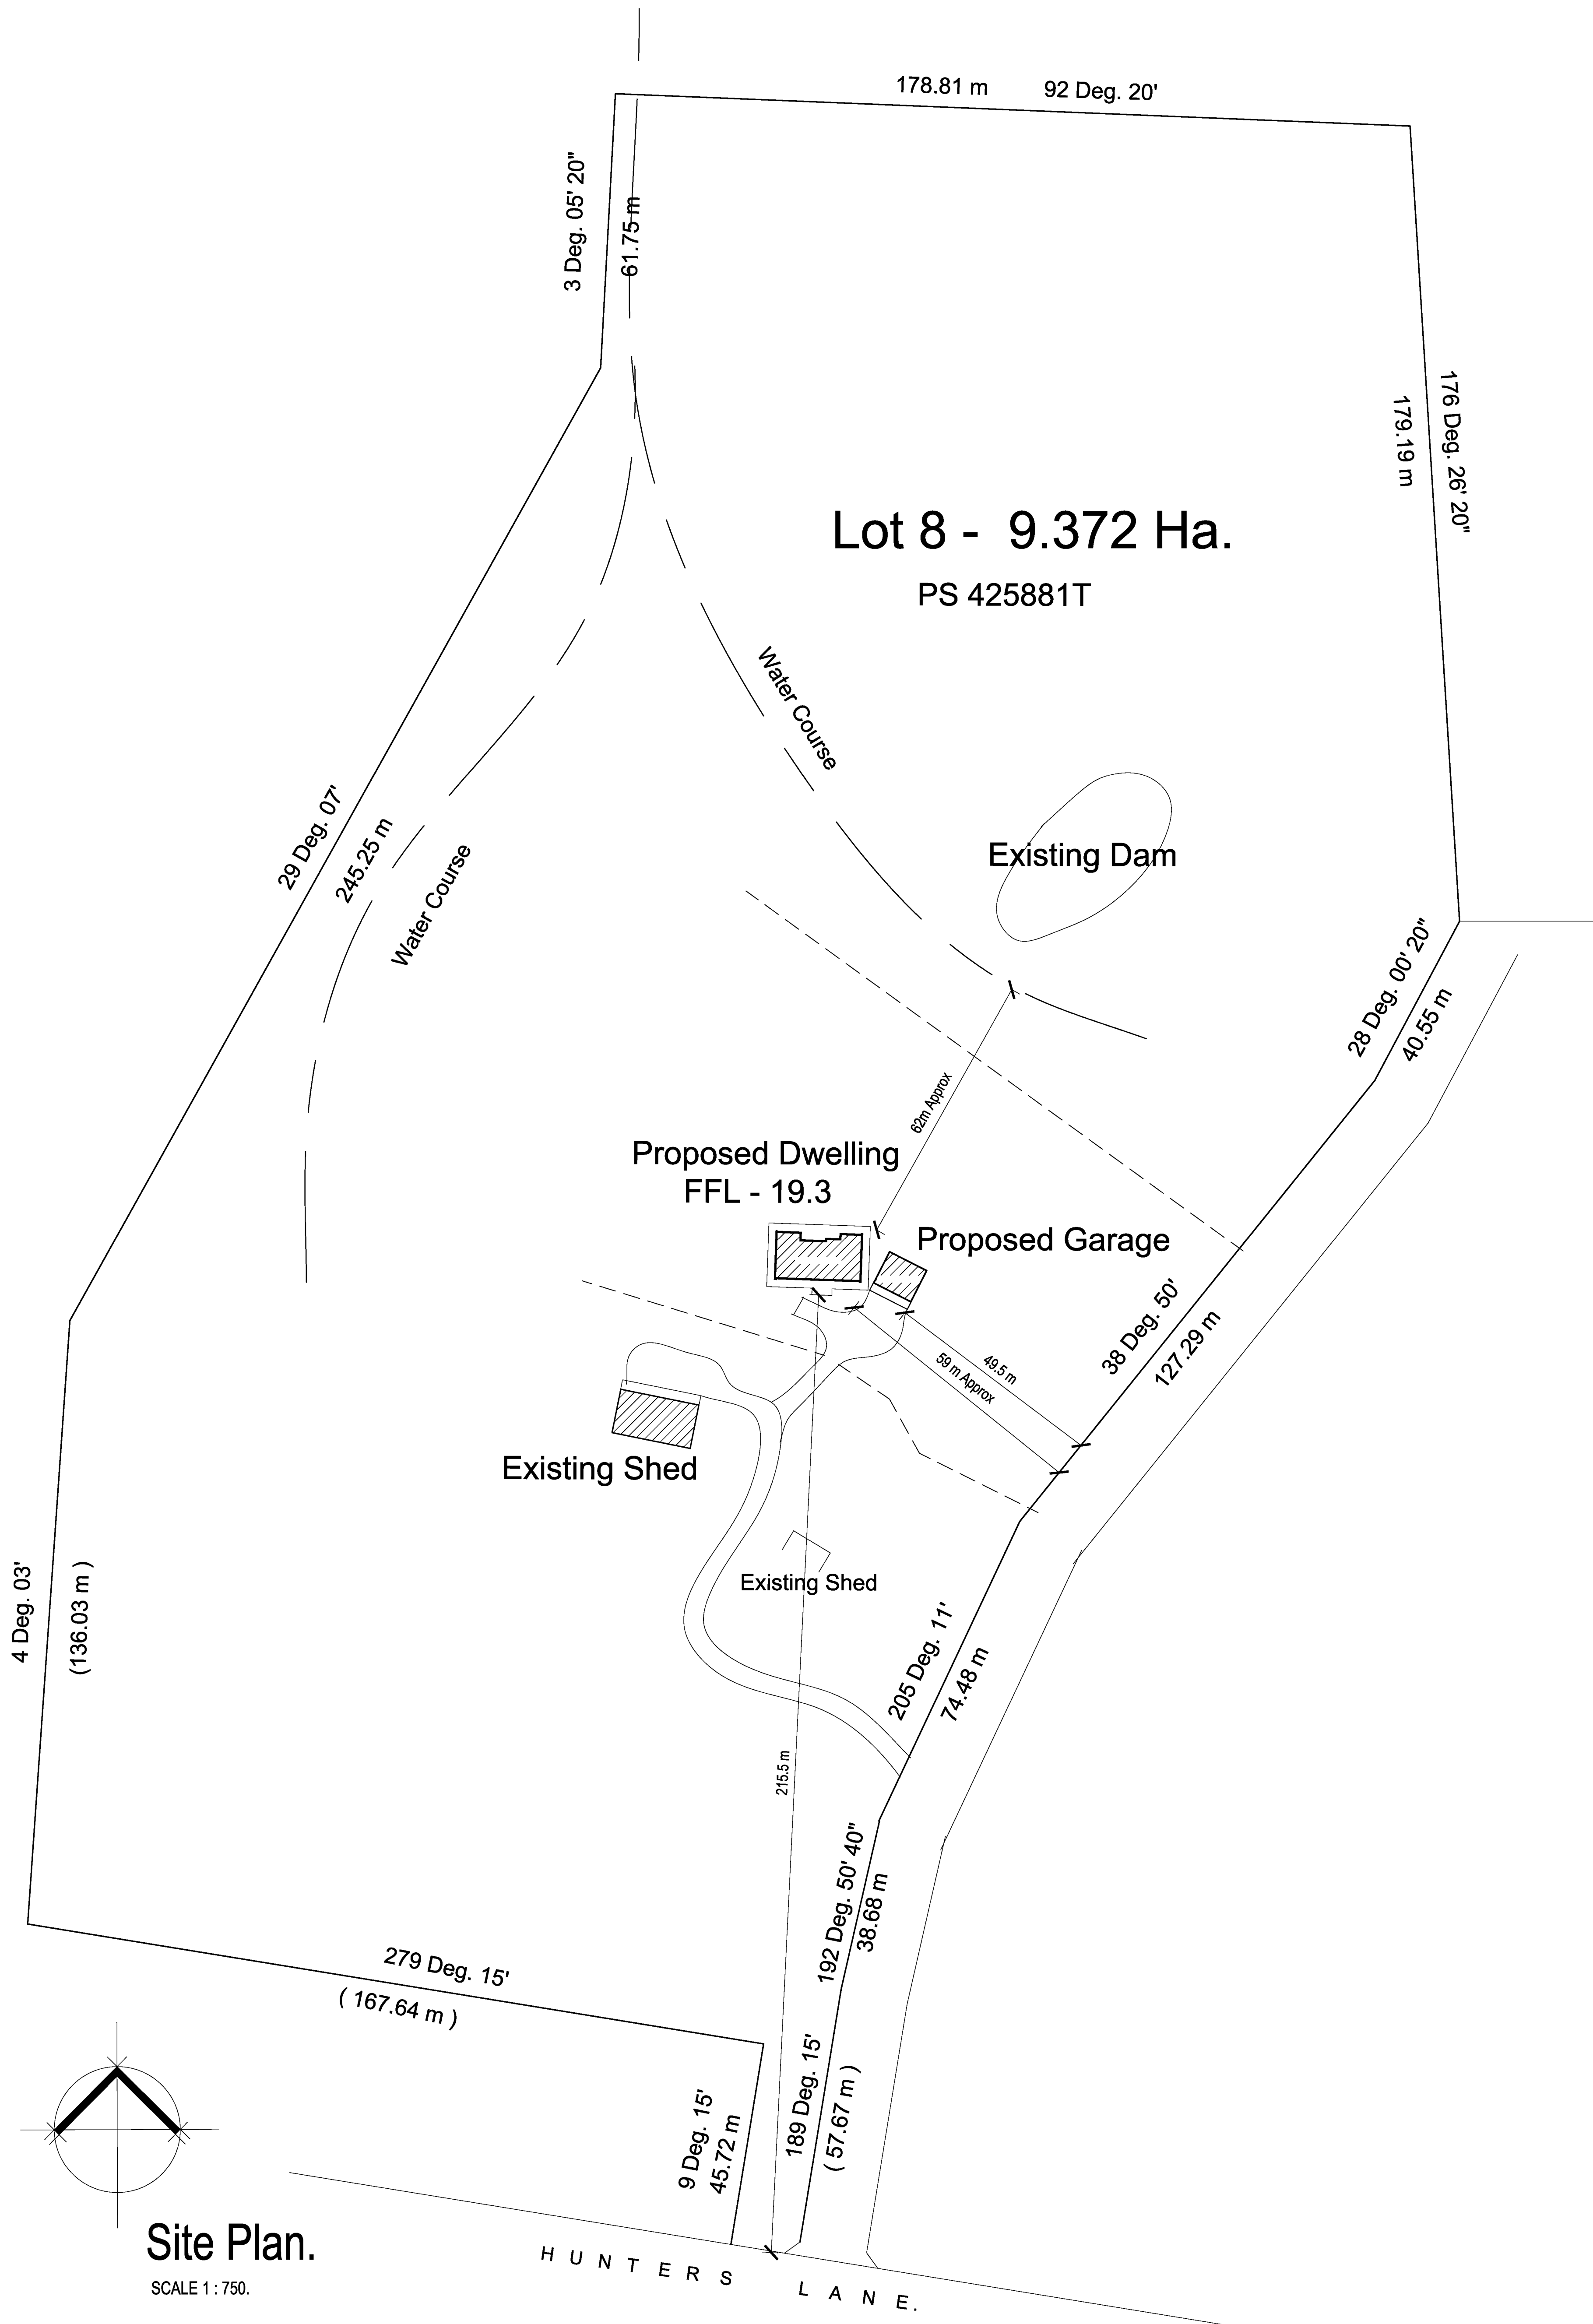 178.81 m 92 Deg. 20'
3 Deg. 05' 20"
61.75 m
176 Deg. 26' 20"
179.19 m
Lot 8 - 9.372 Ha.
PS 425881T
Water Course
29 Deg. 07'
245.25 m
Water Course
Existing Dam
28 Deg. 00' 20"
40.55 m
62m Approx
Proposed Dwelling
FFL - 19.3
Proposed Garage
38 Deg. 50'
127.29 m
49.5 m
59 m Approx
Existing Shed
Existing Shed
4 Deg. 03'
(136.03 m )
205 Deg. 11'
74.48 m
215.5 m
192 Deg. 50' 40"
38.68 m
279 Deg. 15'
( 167.64 m )
189 Deg. 15'
( 57.67 m )
9 Deg. 15'
45.72 m
Site Plan.
SCALE 1 : 750.
HUNTERS LANE.